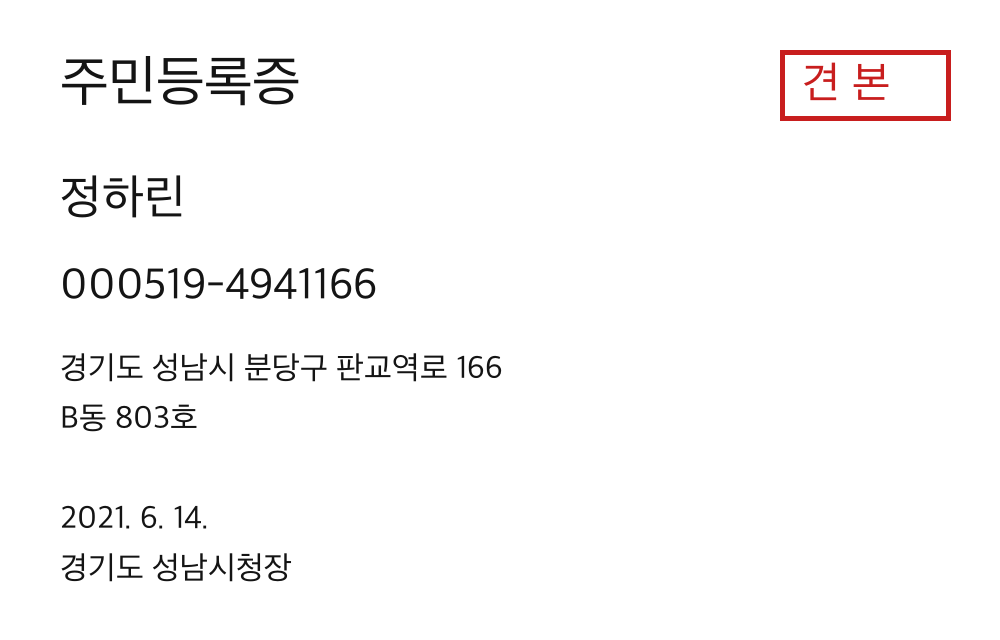 주민등록증
견본
정하린
000519-4941166
경기도 성남시 분당구 판교역로 166
B동 803호
2021. 6. 14.
경기도 성남시청장